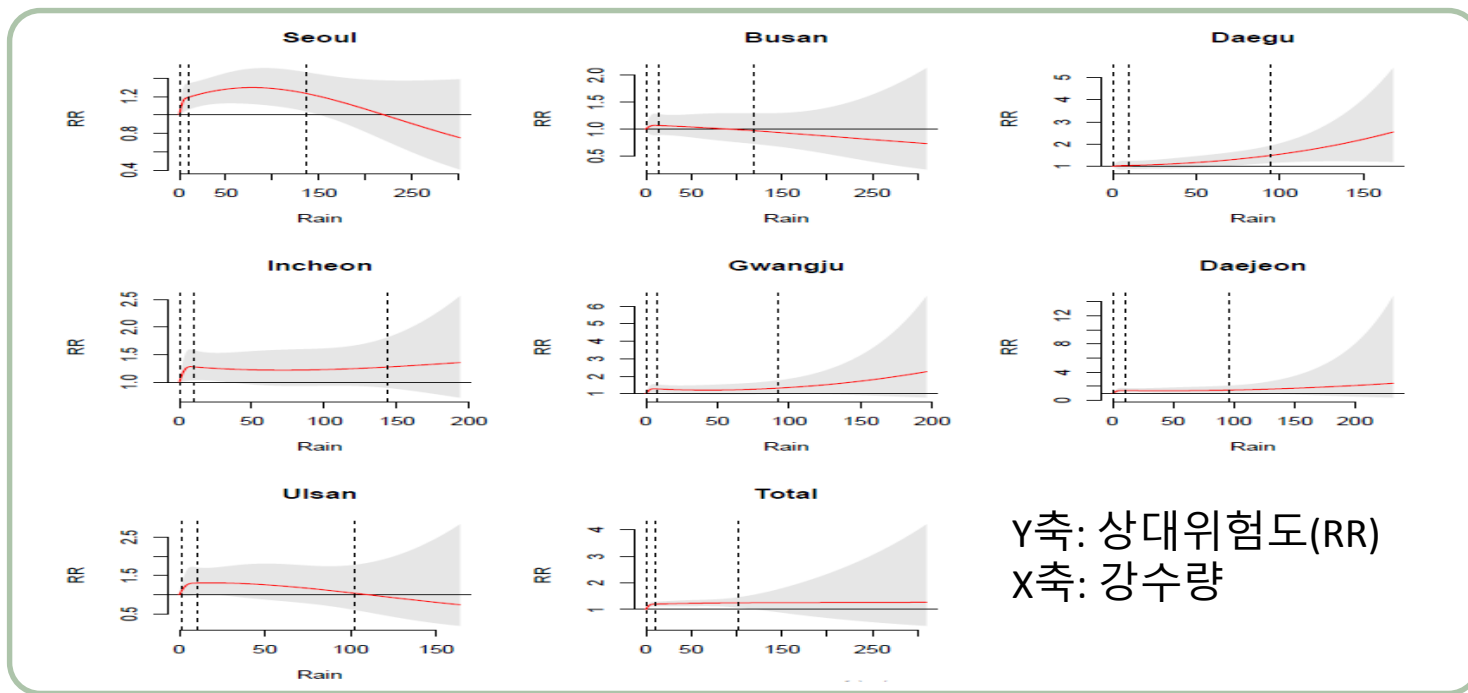 Seoul
RR
0.4 0.8 1.2
0 50 150 250
Rain
Busan
RR
0.5 1.0 1.5 2.0
0 50 150 250
Rain
Daegu
RR
1 2 3 4 5
0 50 100 150
Rain
Incheon
RR
1.0 1.5 2.0 2.5
0 50 100 150 200
Rain
Gwangju
RR
1 2 3 4 5 6
0 50 100 150 200
Rain
Daejeon
RR
0 4 8 12
0 50 100 200
Rain
Ulsan
RR
0.5 1.5 2.5
0 50 100 150
Rain
Total
RR
1 2 3 4
0 50 150 250
Y축: 상대위험도(RR)
X축: 강수량